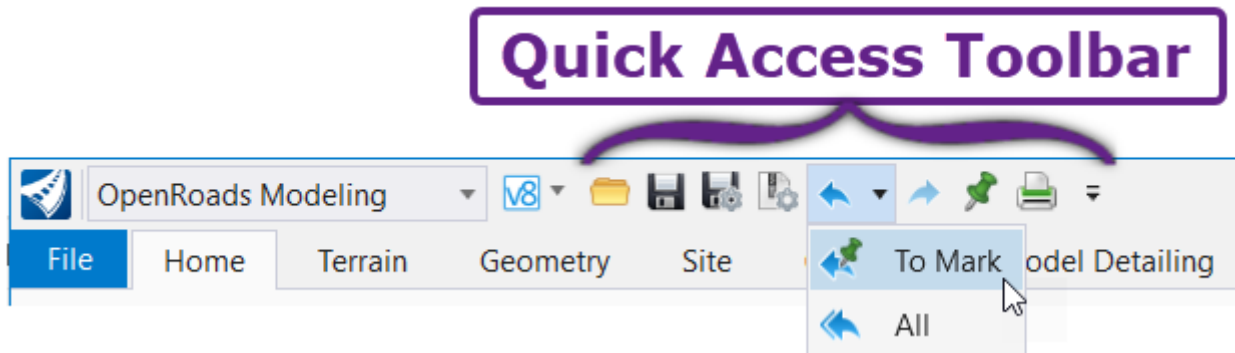 Quick Access Toolbar
OpenRoads Modeling V8
File Home Terrain Geometry Site odel Detailing
To Mark
All